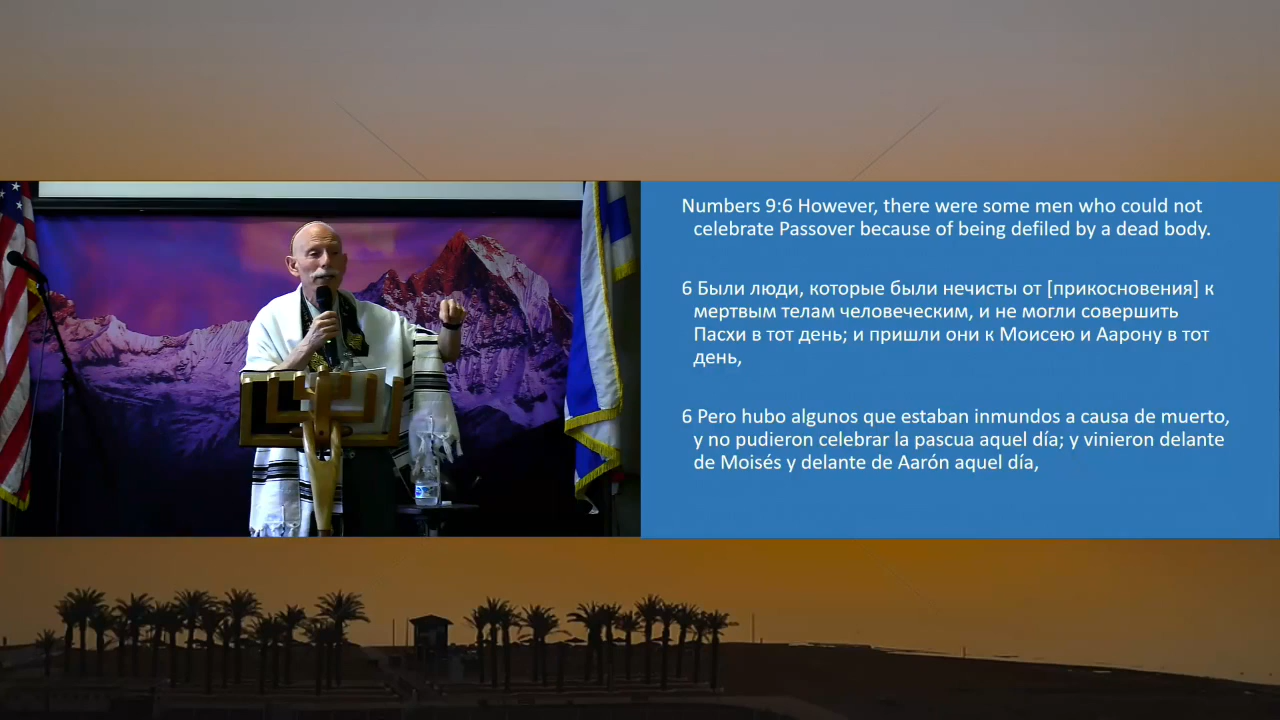 Numbers 9:6 However, there were some men who could not
celebrate Passover because of being defiled by a dead body.
6 Были люди, которые были нечисты от [прикосновения] к
мертвым телам человеческим, и не могли совершить
Пасхи в тот день; и пришли они к Моисею и Аарону в тот
день,
6 Pero hubo algunos que estaban inmundos a causa de muerto,
y no pudieron celebrar la pascua aquel día; y vinieron delante
de Moisés y delante de Aarón aquel día,